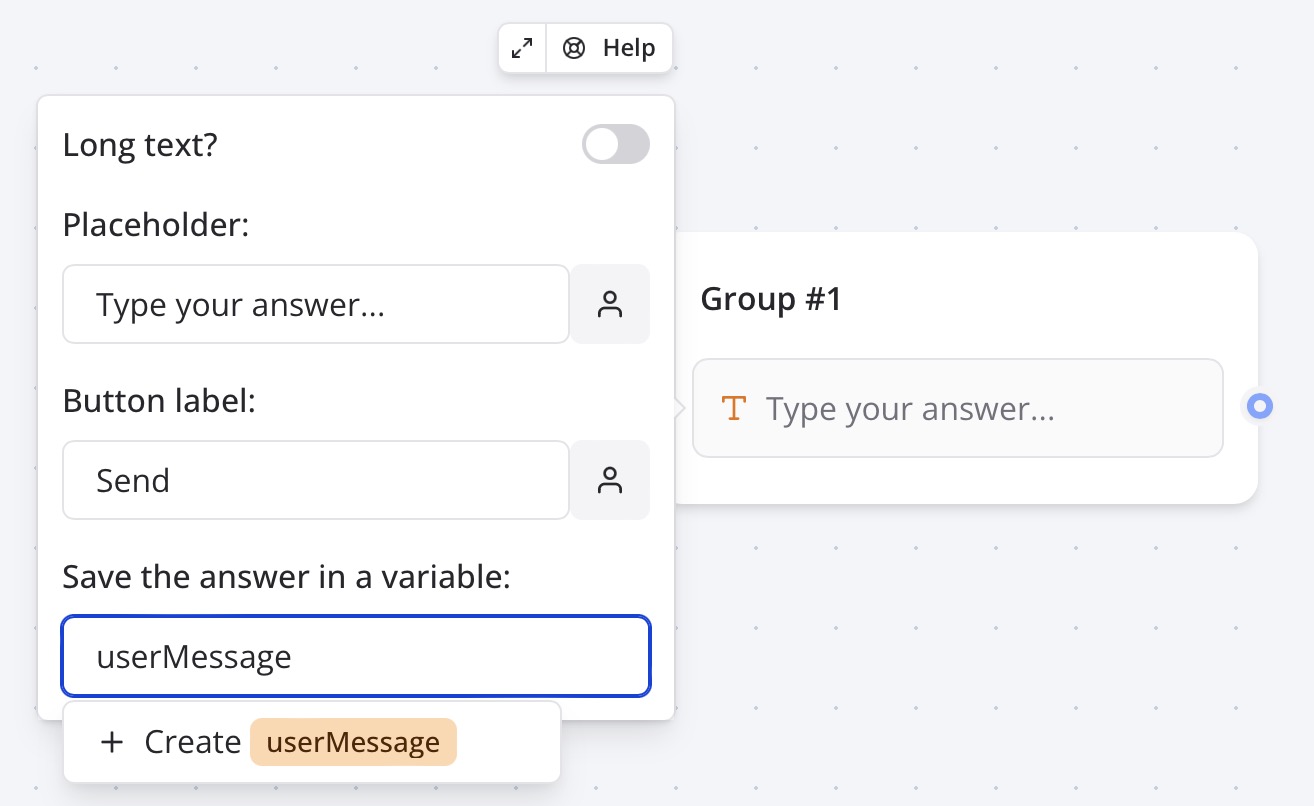 Help
Long text?
Placeholder:
Type your answer...
Button label:
Send
Save the answer in a variable:
userMessage
Create userMessage
Group #1
Type your answer...